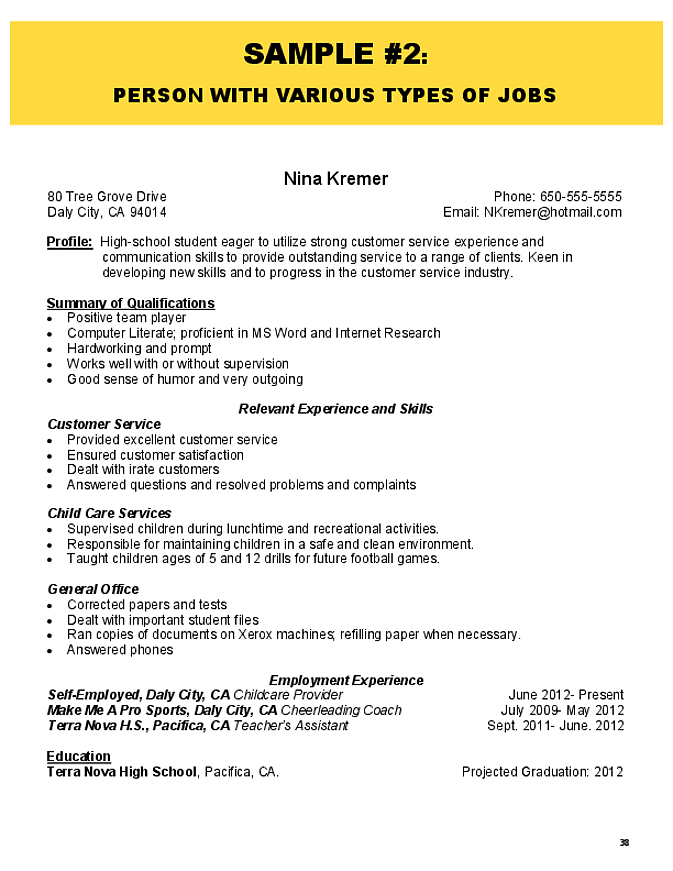 SAMPLE #2:
PERSON WITH VARIOUS TYPES OF JOBS
Nina Kremer
80 Tree Grove Drive Phone: 650-555-5555
Daly City, CA 94014 Email: NKremer@hotmail.com
Profile: High-school student eager to utilize strong customer service experience and
communication skills to provide outstanding service to a range of clients. Keen in
developing new skills and to progress in the customer service industry.
Summary of Qualifications
• Positive team player
• Computer Literate; proficient in MS Word and Internet Research
• Hardworking and prompt
• Works well with or without supervision
• Good sense of humor and very outgoing
Relevant Experience and Skills
Customer Service
• Provided excellent customer service
• Ensured customer satisfaction
• Dealt with irate customers
• Answered questions and resolved problems and complaints
Child Care Services
• Supervised children during lunchtime and recreational activities.
• Responsible for maintaining children in a safe and clean environment.
• Taught children ages of 5 and 12 drills for future football games.
General Office
• Corrected papers and tests
• Dealt with important student files
• Ran copies of documents on Xerox machines; refilling paper when necessary.
• Answered phones
Employment Experience
Self-Employed, Daly City, CA Childcare Provider June 2012- Present
Make Me A Pro Sports, Daly City, CA Cheerleading Coach July 2009- May 2012
Terra Nova H.S., Pacifica, CA Teacher's Assistant Sept. 2011- June. 2012
Education
Terra Nova High School, Pacifica, CA. Projected Graduation: 2012
38